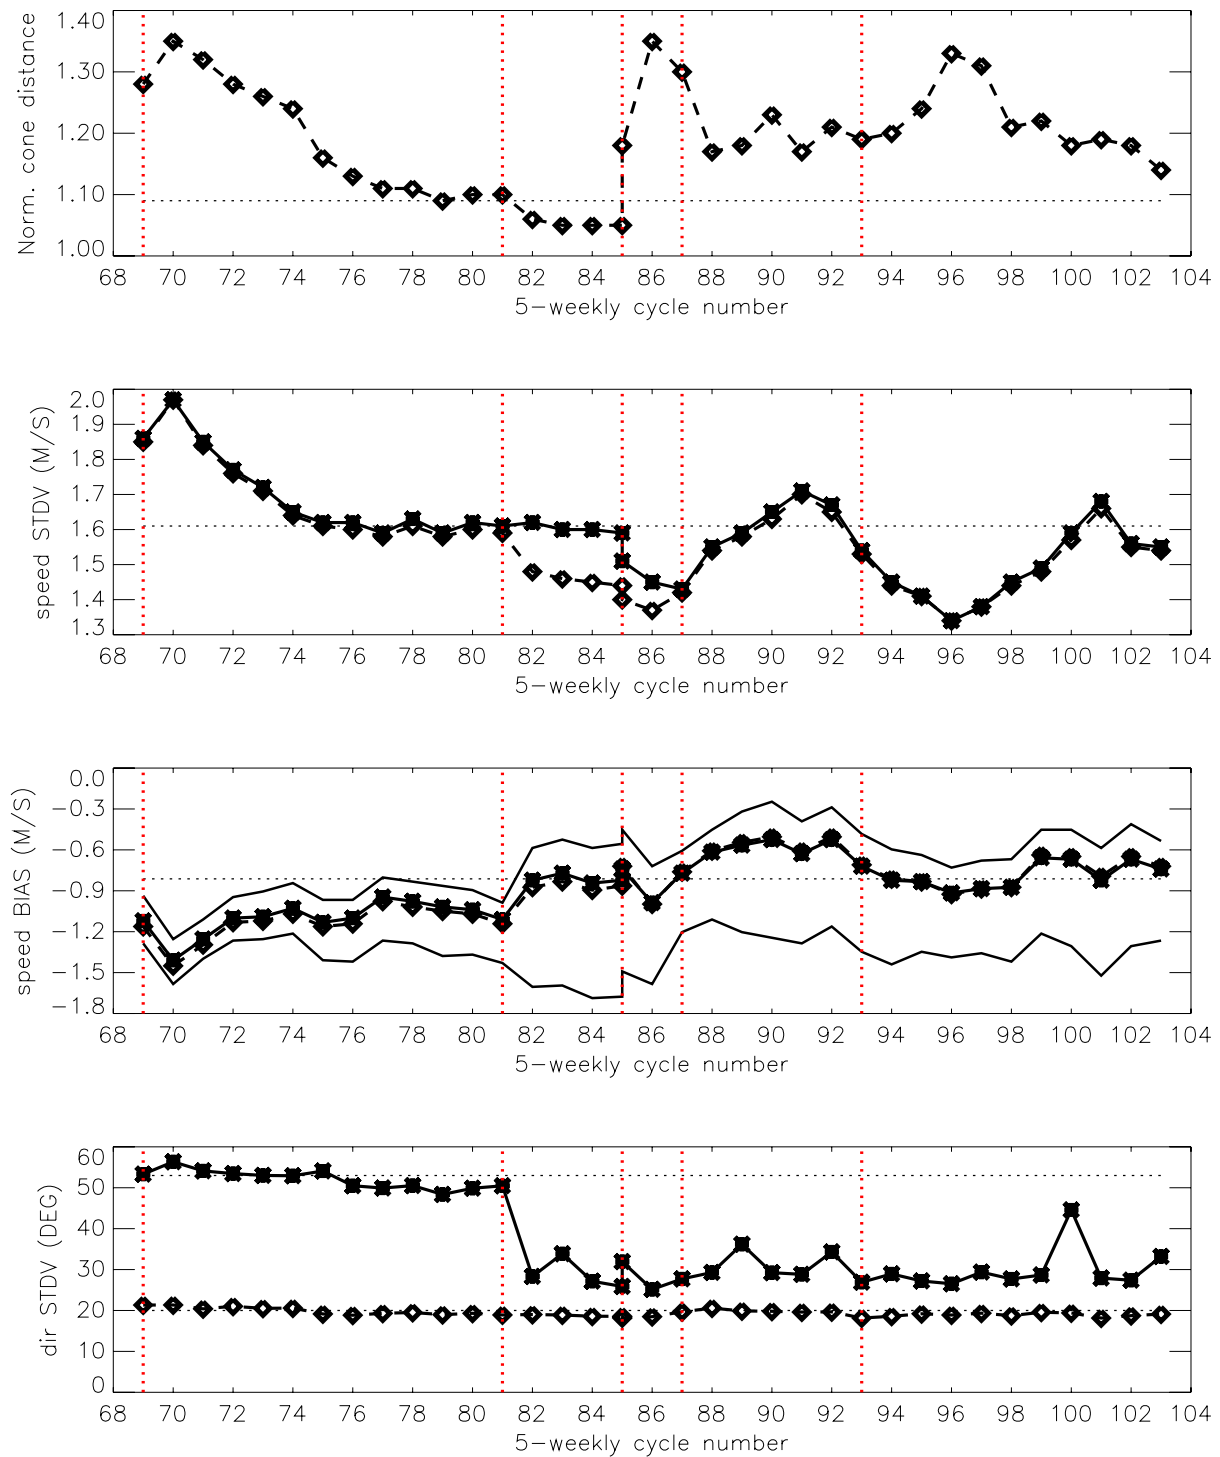 Norm. cone distance
1.40
1.30
1.20
1.10
1.00
68 70 72 74 76 78 80 82 84 86 88 90 92 94 96 98 100 102 104
5-weekly cycle number
speed STDV (M/S)
2.0
1.9
1.8
1.7
1.6
1.5
1.4
1.3
68 70 72 74 76 78 80 82 84 86 88 90 92 94 96 98 100 102 104
5-weekly cycle number
speed BIAS (M/S)
0.0
-0.3
-0.6
-0.9
-1.2
-1.5
-1.8
68 70 72 74 76 78 80 82 84 86 88 90 92 94 96 98 100 102 104
5-weekly cycle number
dir STDV (DEG)
60
50
40
30
20
10
0
68 70 72 74 76 78 80 82 84 86 88 90 92 94 96 98 100 102 104
5-weekly cycle number